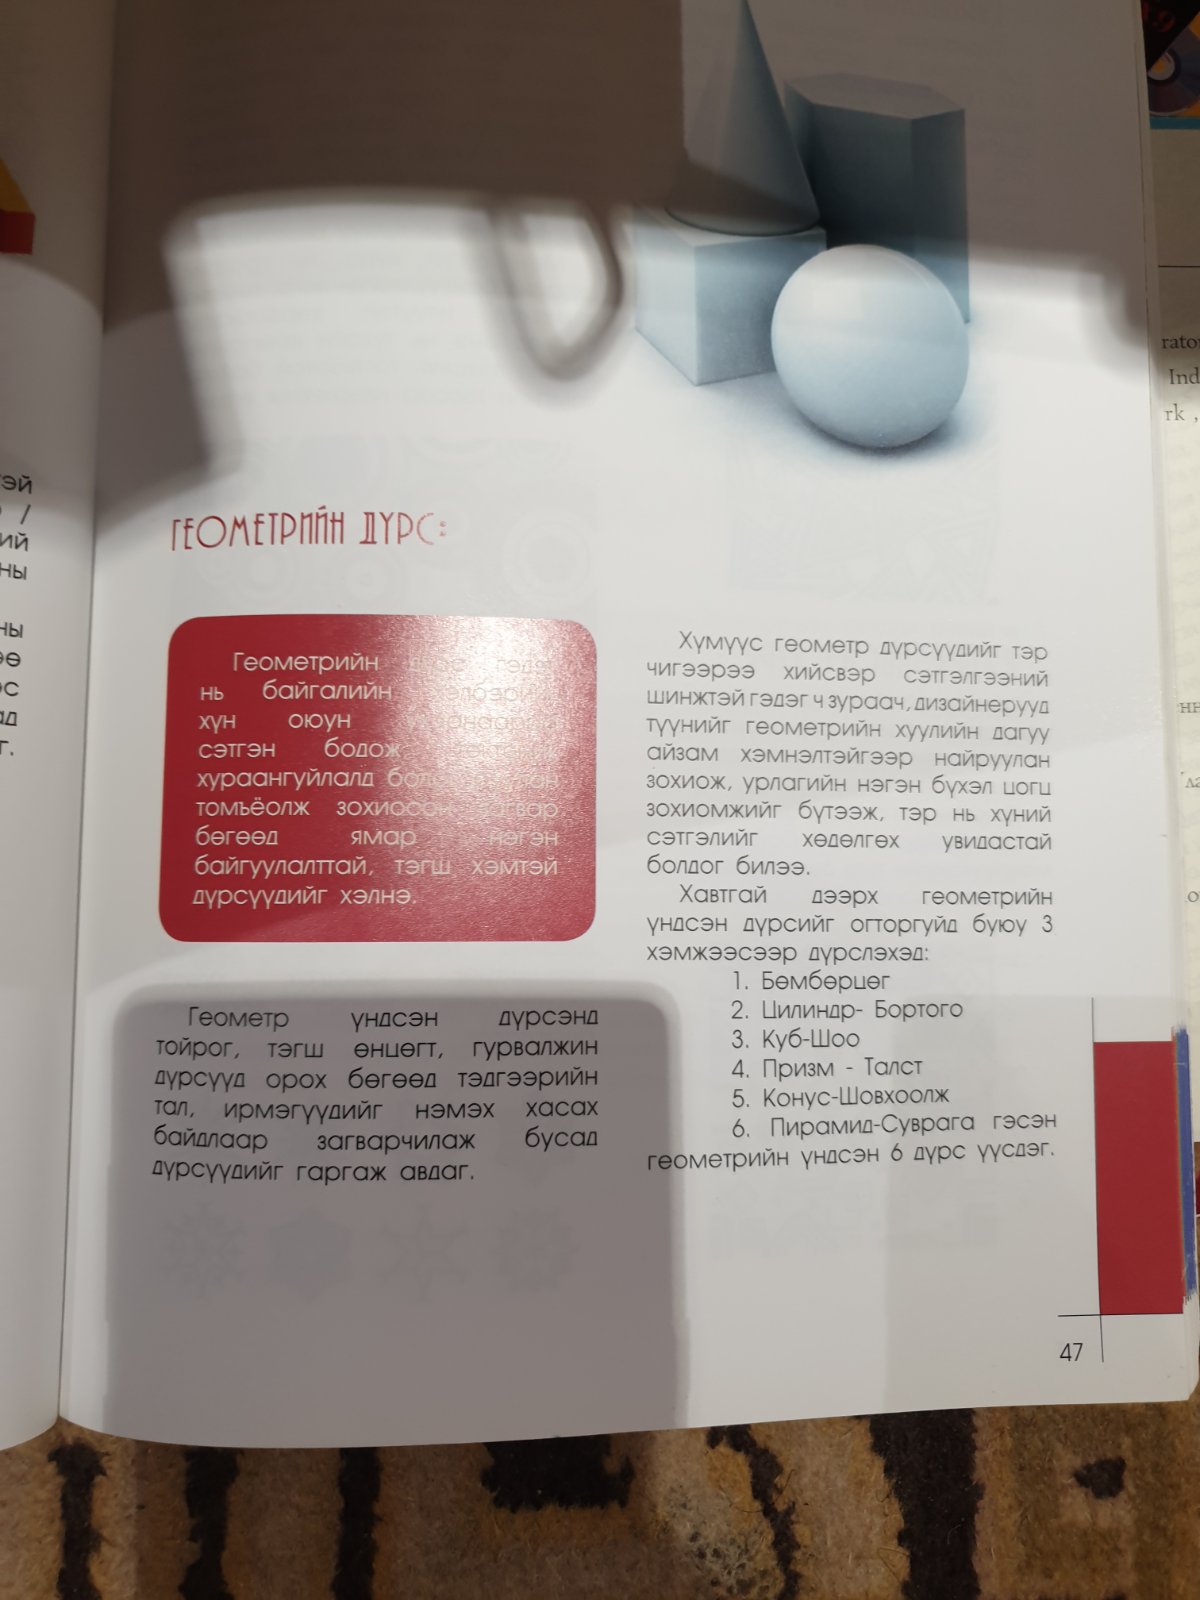 ГЕОМЕТРИЙН ДҮРС:
Геометрийн дүрс гэдэг
нь байгалийн
хүн оюун
сэтгэн бодож
хураангуйлалд
томъёолж зохиосон загвар
бөгөөд ямар нэгэн
байгуулалттай, тэгш хэмтэй
дүрсүүдийг хэлнэ.
Геометр үндсэн дүрсэнд
тойрог, тэгш өнцөгт, гурвалжин
дүрсүүд орох бөгөөд тэдгээрийн
тал, ирмэгүүдийг нэмэх хасах
байдлаар загварчилаж бусад
дүрсүүдийг гаргаж авдаг.
Хүмүүс геометр дүрсүүдийг тэр
чигээрээ хийсвэр сэтгэлгээний
шинжтэй гэдэг ч зураач, дизайнерууд
түүнийг геометрийн хуулийн дагуу
айзам хэмнэлтэйгээр найруулан
зохиож, урлагийн нэгэн бүхэл цогц
зохиомжийг бүтээж, тэр нь хүний
сэтгэлийг хөдөлгөх увидастай
болдог билээ.
Хавтгай дээрх геометрийн
үндсэн дүрсийг огторгуйд буюу 3
хэмжээсээр дүрслэхэд:
1. Бөмбөрцөг
2. Цилиндр- Бортого
3. Куб-Шоо
4. Призм - Талст
5. Конус-Шовхоолж
6. Пирамид-Суврага гэсэн
геометрийн үндсэн 6 дүрс үүсдэг.
47